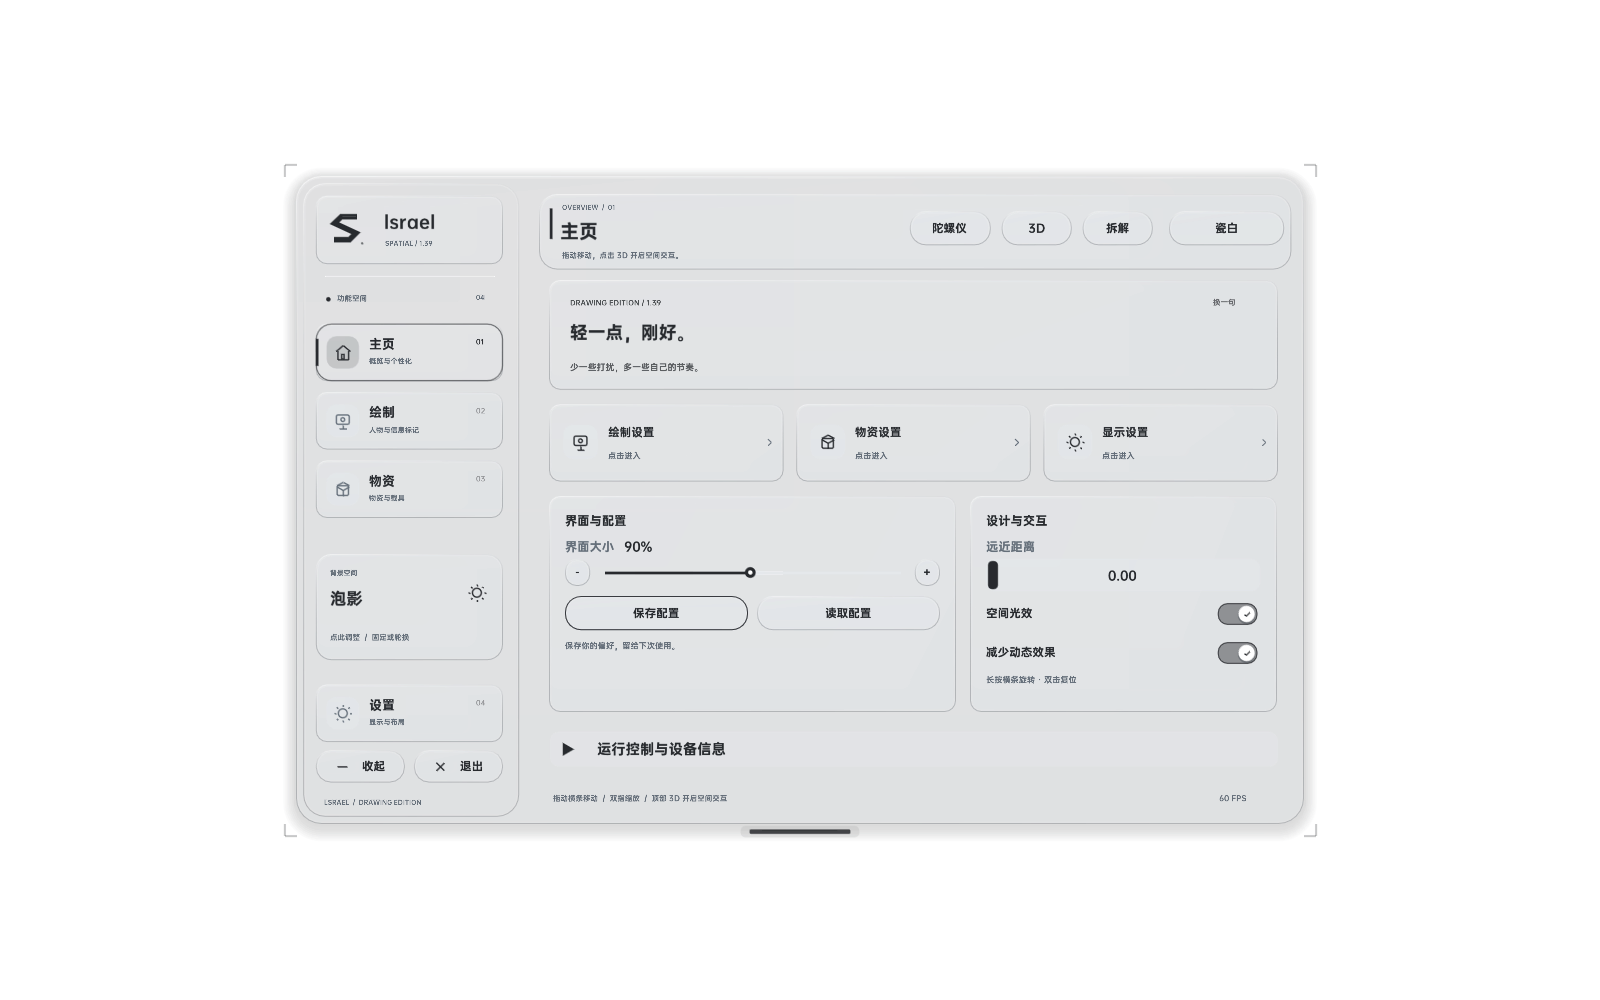 Israel
SPATIAL / 1.39
功能空间 04
主页 01
概览与个性化
绘制 02
人物与信息标记
物资 03
物资与载具
背景空间
泡影
点此调整 / 固定或轮换
设置 04
显示与布局
收起 退出
LSRAEL / DRAWING EDITION
OVERVIEW / 01
主页
拖动移动，点击 3D 开启空间交互。
陀螺仪 3D 拆解 瓷白
DRAWING EDITION / 1.39 换一句
轻一点，刚好。
少一些打扰，多一些自己的节奏。
绘制设置
点击进入
物资设置
点击进入
显示设置
点击进入
界面与配置
界面大小 90%
- +
保存配置 读取配置
保存你的偏好，留给下次使用。
设计与交互
远近距离
0.00
空间光效
减少动态效果
长按横条旋转 · 双击复位
运行控制与设备信息
拖动横条移动 / 双指缩放 / 顶部 3D 开启空间交互 60 FPS